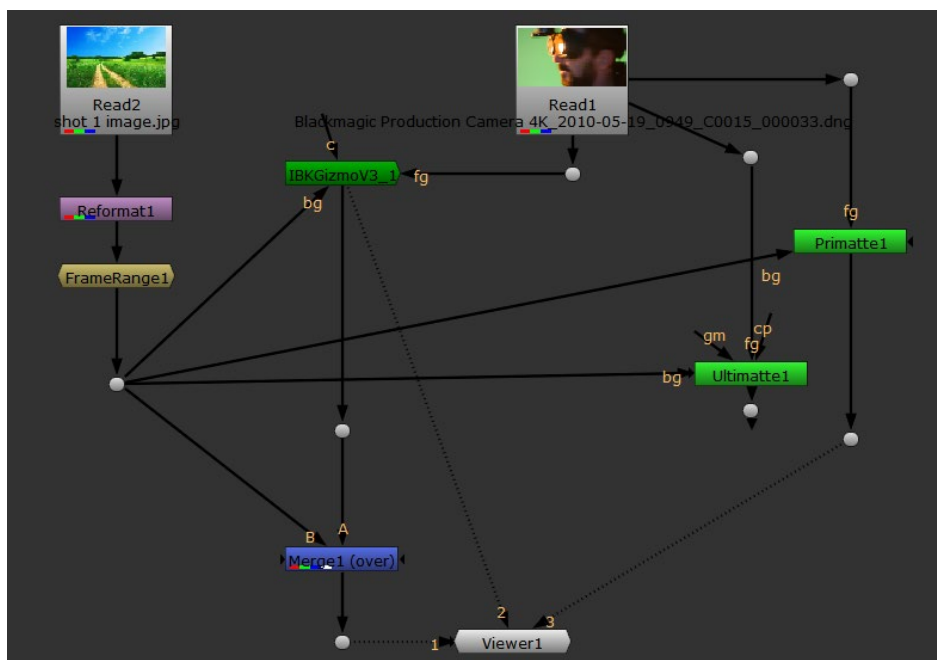 Read2
shot 1 image.jpg
Read1
Blackmagic Production Camera 4K_2010-05-19_0949_C0015_000033.dng
c
IBKGizmoV3_1
fg
bg
Reformat1
fg
Primatte1
FrameRange1
bg
gm
cp
fg
bg
Ultimatte1
B
A
Merge1 (over)
2
3
1
Viewer1